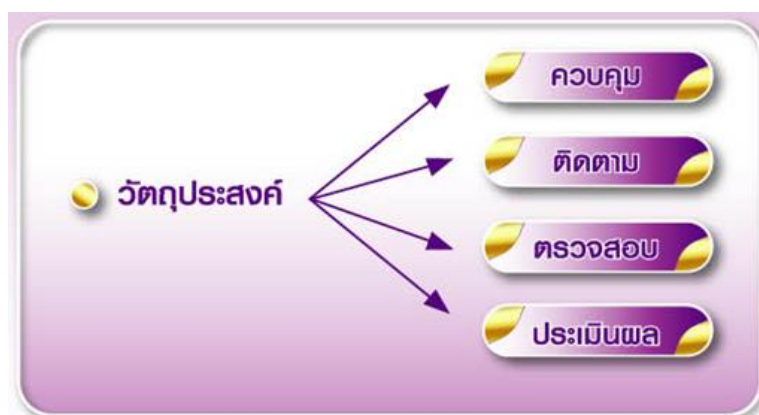 วัตถุประสงค์
ควบคุม
ติดตาม
ตรวจสอบ
ประเมินผล